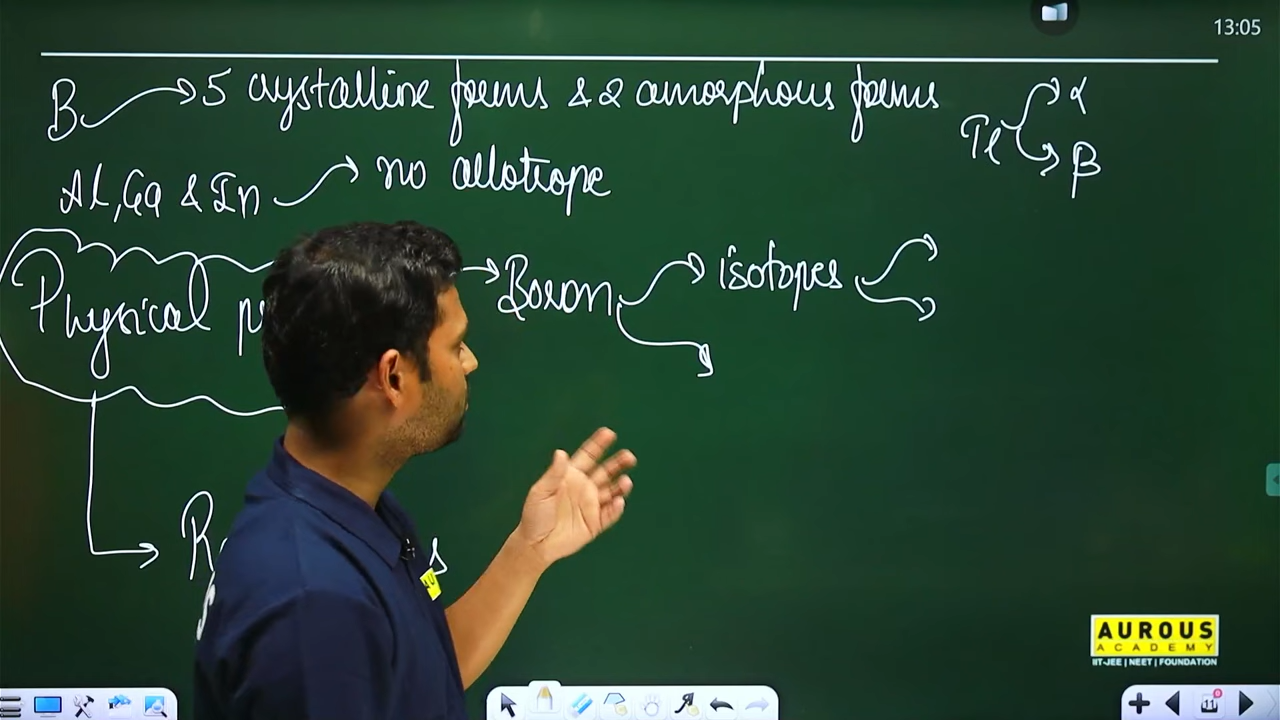 13:05
B → 5 crystalline forms & 2 amorphous forms
Tl → α
→ β
Al, Ga & In → no allotrope
Physical
→ Boron → isotopes
AUROUS
ACADEMY
IIT-JEE | NEET | FOUNDATION
11